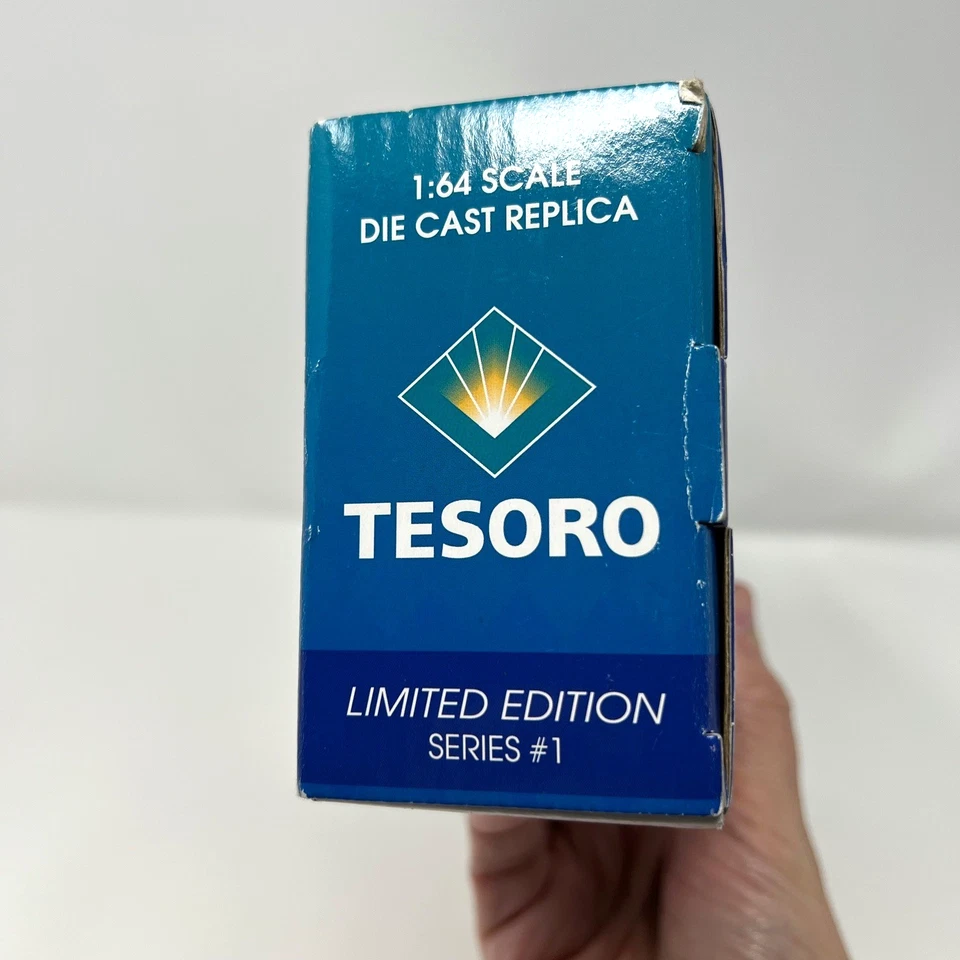 1:64 SCALE
DIE CAST REPLICA
TESORO
LIMITED EDITION
SERIES #1